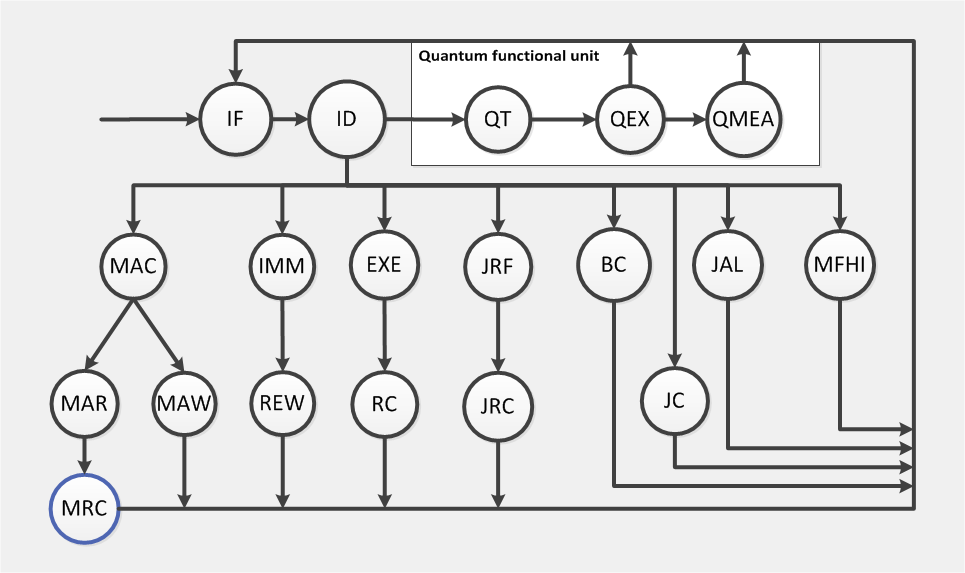 Quantum functional unit
IF
ID
QT
QEX
QMEA
MAC
IMM
EXE
JRF
BC
JAL
MFHI
MAR
MAW
REW
RC
JRC
JC
MRC